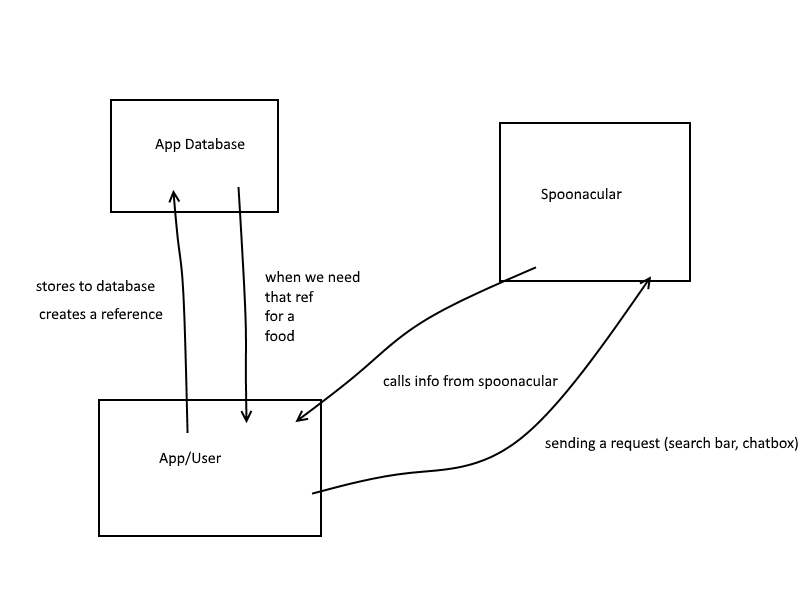 App Database
Spoonacular
stores to database
creates a reference
when we need
that ref
for a
food
calls info from spoonacular
sending a request (search bar, chatbox)
App/User